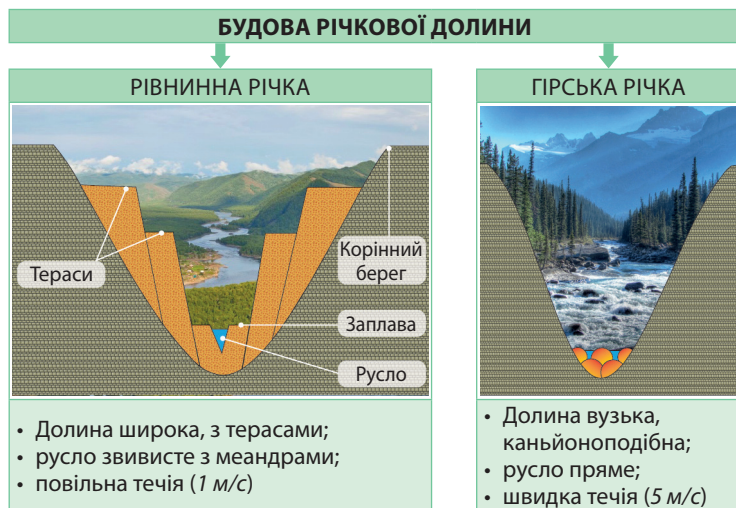 БУДОВА РІЧКОВОЇ ДОЛИНИ
РІВНИННА РІЧКА
Тераси
Корінний
берег
Заплава
Русло
• Долина широка, з терасами;
• русло звивисте з меандрами;
• повільна течія (1 м/с)
ГІРСЬКА РІЧКА
• Долина вузька,
каньйоноподібна;
• русло пряме;
• швидка течія (5 м/с)